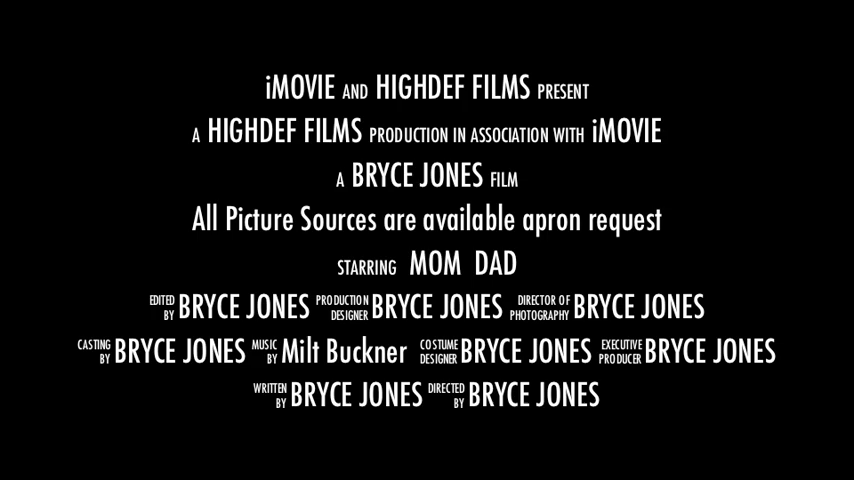 iMOVIE AND HIGHDEF FILMS PRESENT
A HIGHDEF FILMS PRODUCTION IN ASSOCIATION WITH iMOVIE
A BRYCE JONES FILM
All Picture Sources are available apron request
STARRING MOM DAD
EDITED BY BRYCE JONES PRODUCTION DESIGNER BRYCE JONES DIRECTOR OF PHOTOGRAPHY BRYCE JONES
CASTING BY BRYCE JONES MUSIC BY Milt Buckner COSTUME DESIGNER BRYCE JONES EXECUTIVE PRODUCER BRYCE JONES
WRITTEN BY BRYCE JONES DIRECTED BY BRYCE JONES